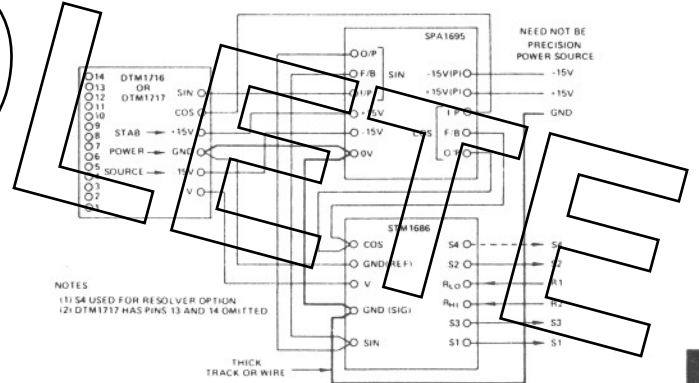 SPA1695
NEED NOT BE
PRECISION
POWER SOURCE
-15V
+15V
GND
O/P
F/B
SIN
I/P
+15V
-15V
0V
-15V(P)
+15V(P)
I/P
F/B
O/P
COS
DTM1716
OR
DTM1717
14
13
12
11
10
9
8
7
6
5
4
3
2
1
SIN
COS
STAB
+15V
POWER
GND
SOURCE
-15V
V
STM1686
COS
GND(REF)
V
GND (SIG)
SIN
S4
S2
RLO
RHI
S3
S1
S4
S2
R1
R2
S3
S1
NOTES
(1) S4 USED FOR RESOLVER OPTION
(2) DTM1717 HAS PINS 13 AND 14 OMITTED
THICK
TRACK OR WIRE
LETE